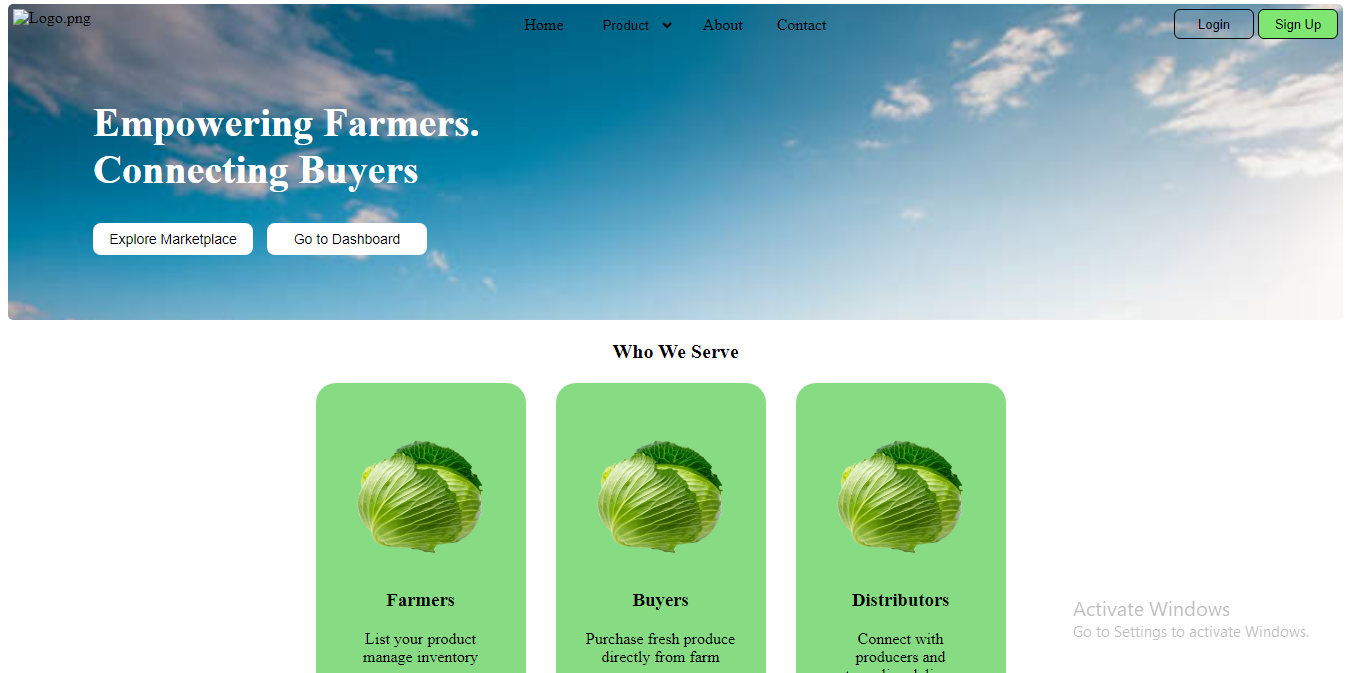 Logo.png
Home
Product
About
Contact
Login
Sign Up
Empowering Farmers.
Connecting Buyers
Explore Marketplace
Go to Dashboard
Who We Serve
Farmers
List your product
manage inventory
Buyers
Purchase fresh produce
directly from farm
Distributors
Connect with
producers and
Activate Windows
Go to Settings to activate Windows.